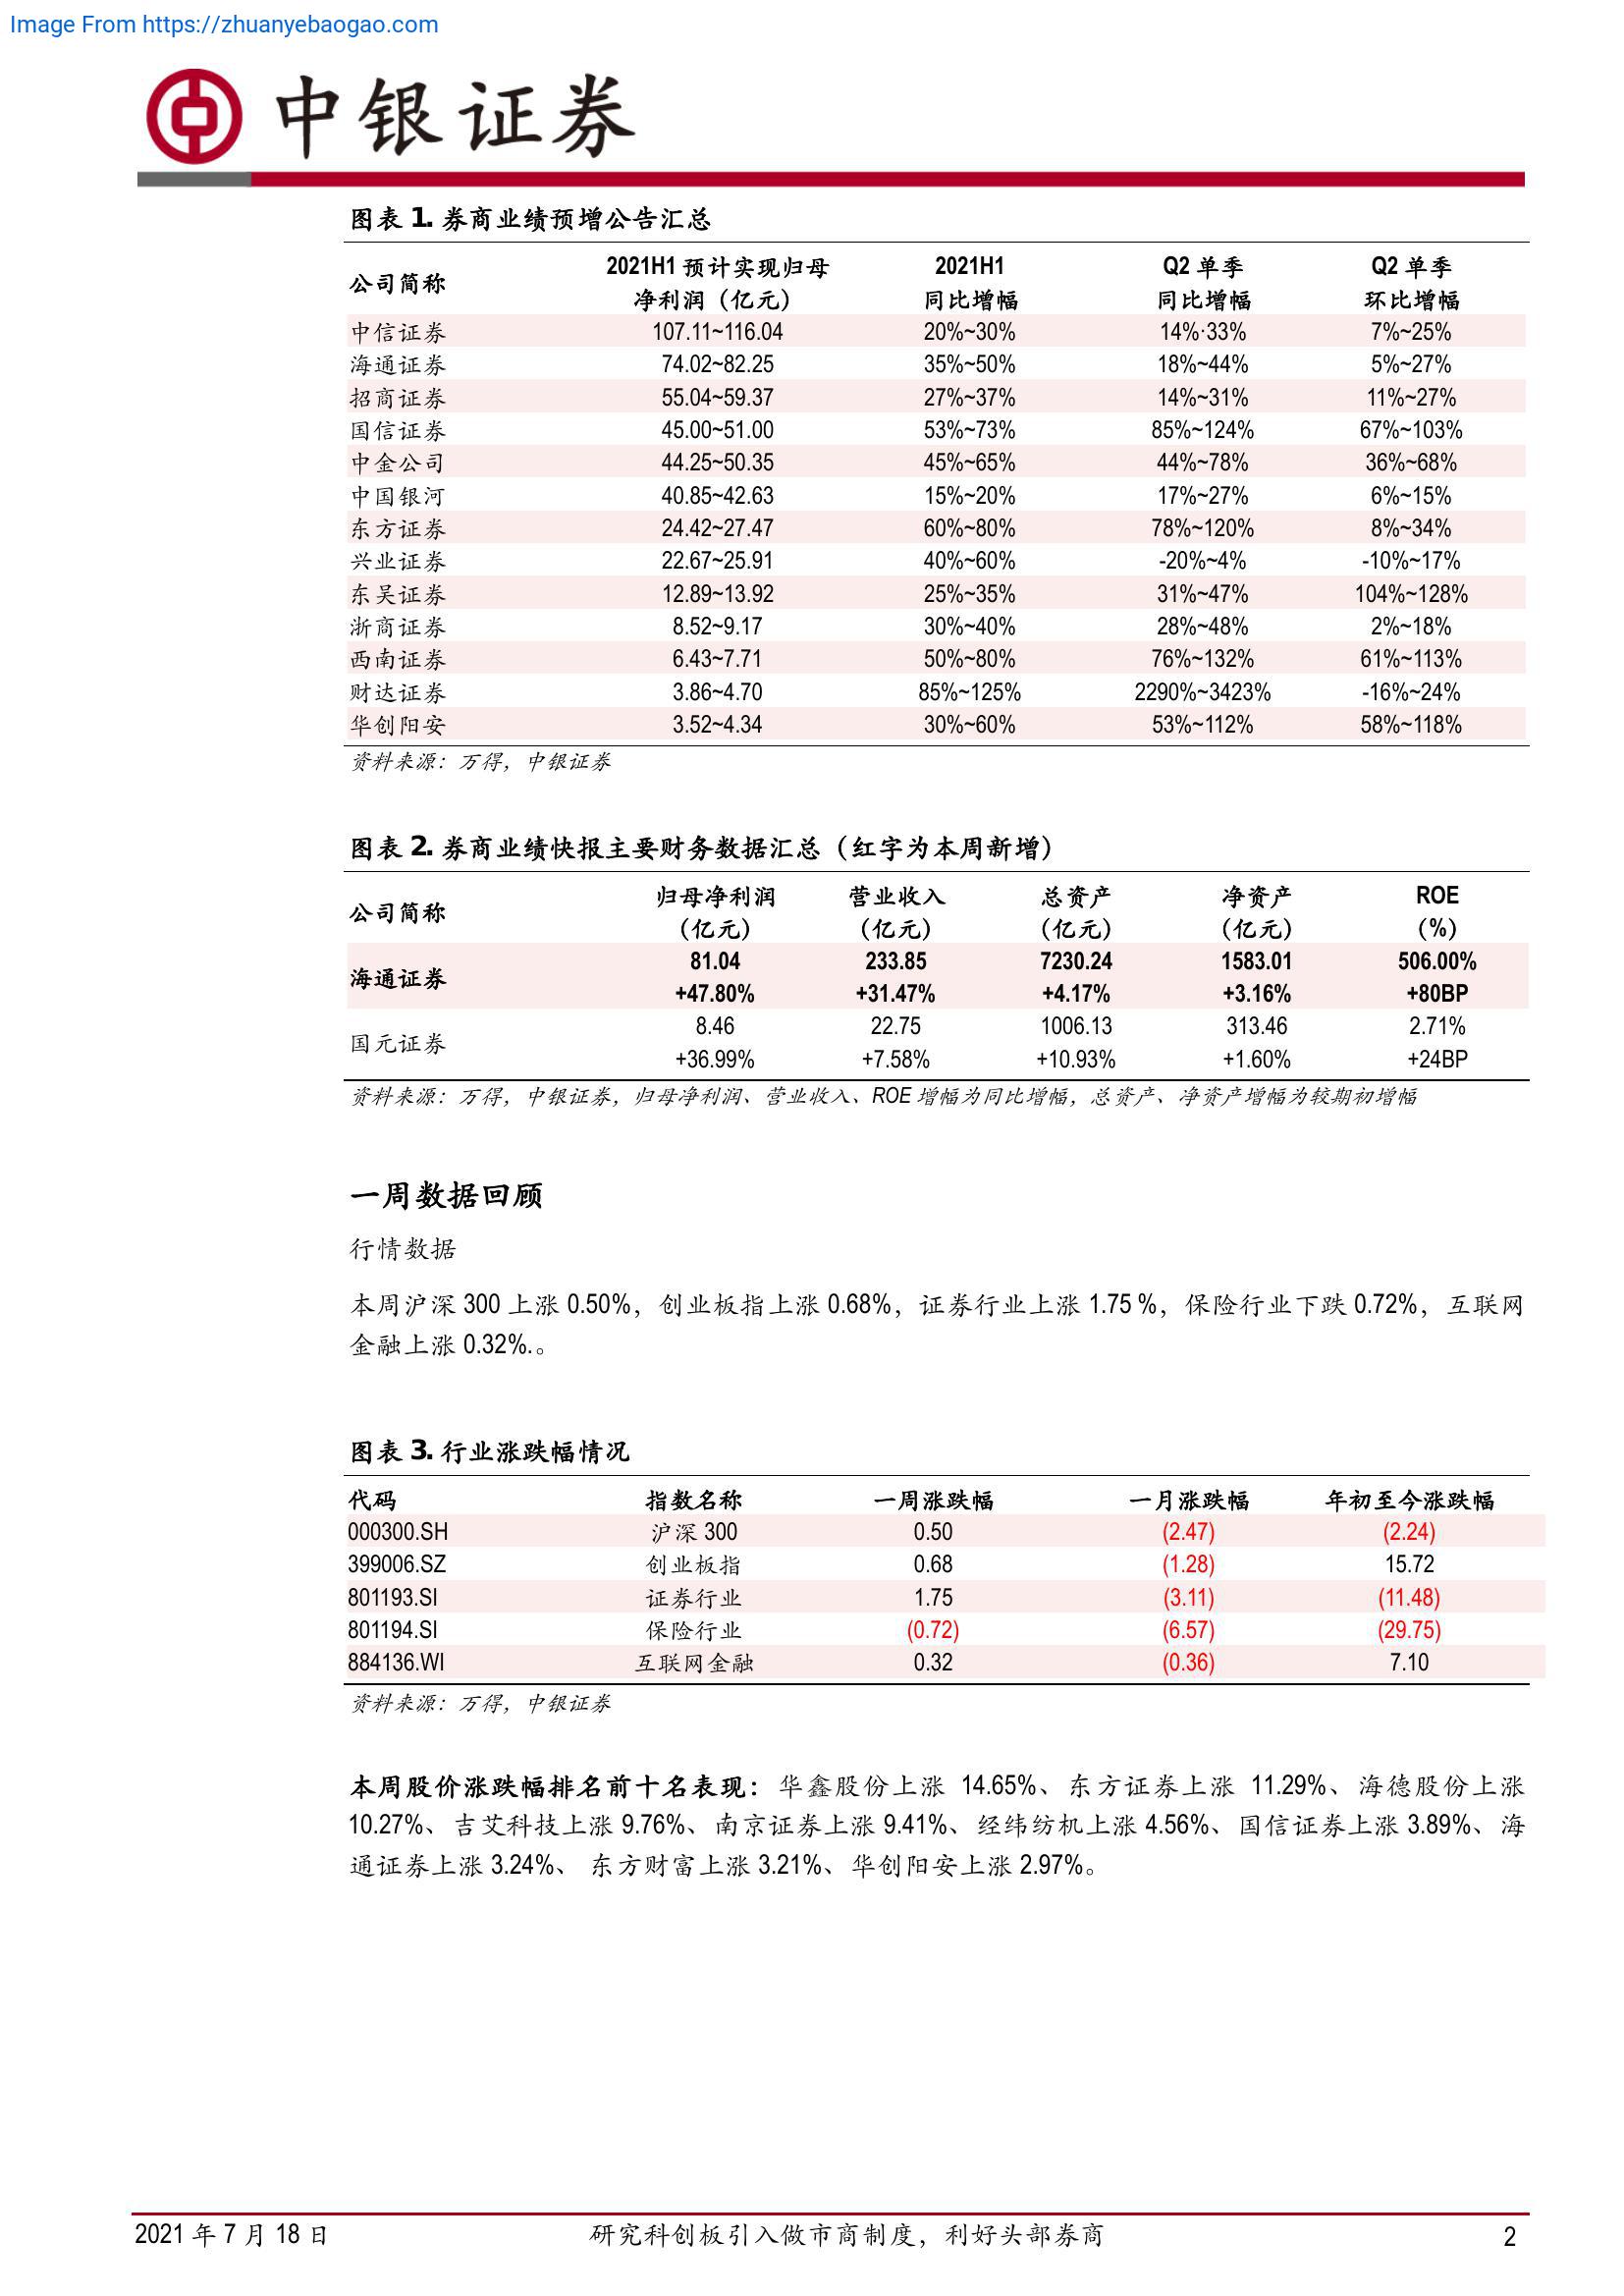 Image From https://zhuanyebaogao.com
中银证券
图表 1. 券商业绩预增公告汇总
公司简称 2021H1 预计实现归母净利润（亿元） 2021H1 同比增幅 Q2 单季同比增幅 Q2 单季环比增幅
中信证券 107.11~116.04 20%~30% 14%·33% 7%~25%
海通证券 74.02~82.25 35%~50% 18%~44% 5%~27%
招商证券 55.04~59.37 27%~37% 14%~31% 11%~27%
国信证券 45.00~51.00 53%~73% 85%~124% 67%~103%
中金公司 44.25~50.35 45%~65% 44%~78% 36%~68%
中国银河 40.85~42.63 15%~20% 17%~27% 6%~15%
东方证券 24.42~27.47 60%~80% 78%~120% 8%~34%
兴业证券 22.67~25.91 40%~60% -20%~4% -10%~17%
东吴证券 12.89~13.92 25%~35% 31%~47% 104%~128%
浙商证券 8.52~9.17 30%~40% 28%~48% 2%~18%
西南证券 6.43~7.71 50%~80% 76%~132% 61%~113%
财达证券 3.86~4.70 85%~125% 2290%~3423% -16%~24%
华创阳安 3.52~4.34 30%~60% 53%~112% 58%~118%
资料来源：万得，中银证券
图表 2. 券商业绩快报主要财务数据汇总（红字为本周新增）
公司简称 归母净利润（亿元） 营业收入（亿元） 总资产（亿元） 净资产（亿元） ROE（%）
海通证券 81.04 233.85 7230.24 1583.01 506.00%
+47.80% +31.47% +4.17% +3.16% +80BP
国元证券 8.46 22.75 1006.13 313.46 2.71%
+36.99% +7.58% +10.93% +1.60% +24BP
资料来源：万得，中银证券，归母净利润、营业收入、ROE 增幅为同比增幅，总资产、净资产增幅为较期初增幅
一周数据回顾
行情数据
本周沪深 300 上涨 0.50%，创业板指上涨 0.68%，证券行业上涨 1.75 %，保险行业下跌 0.72%，互联网
金融上涨 0.32%.。
图表 3. 行业涨跌幅情况
代码 指数名称 一周涨跌幅 一月涨跌幅 年初至今涨跌幅
000300.SH 沪深 300 0.50 (2.47) (2.24)
399006.SZ 创业板指 0.68 (1.28) 15.72
801193.SI 证券行业 1.75 (3.11) (11.48)
801194.SI 保险行业 (0.72) (6.57) (29.75)
884136.WI 互联网金融 0.32 (0.36) 7.10
资料来源：万得，中银证券
本周股价涨跌幅排名前十名表现：华鑫股份上涨 14.65%、东方证券上涨 11.29%、海德股份上涨
10.27%、吉艾科技上涨 9.76%、南京证券上涨 9.41%、经纬纺机上涨 4.56%、国信证券上涨 3.89%、海
通证券上涨 3.24%、 东方财富上涨 3.21%、华创阳安上涨 2.97%。
2021 年 7 月 18 日 研究科创板引入做市商制度，利好头部券商 2